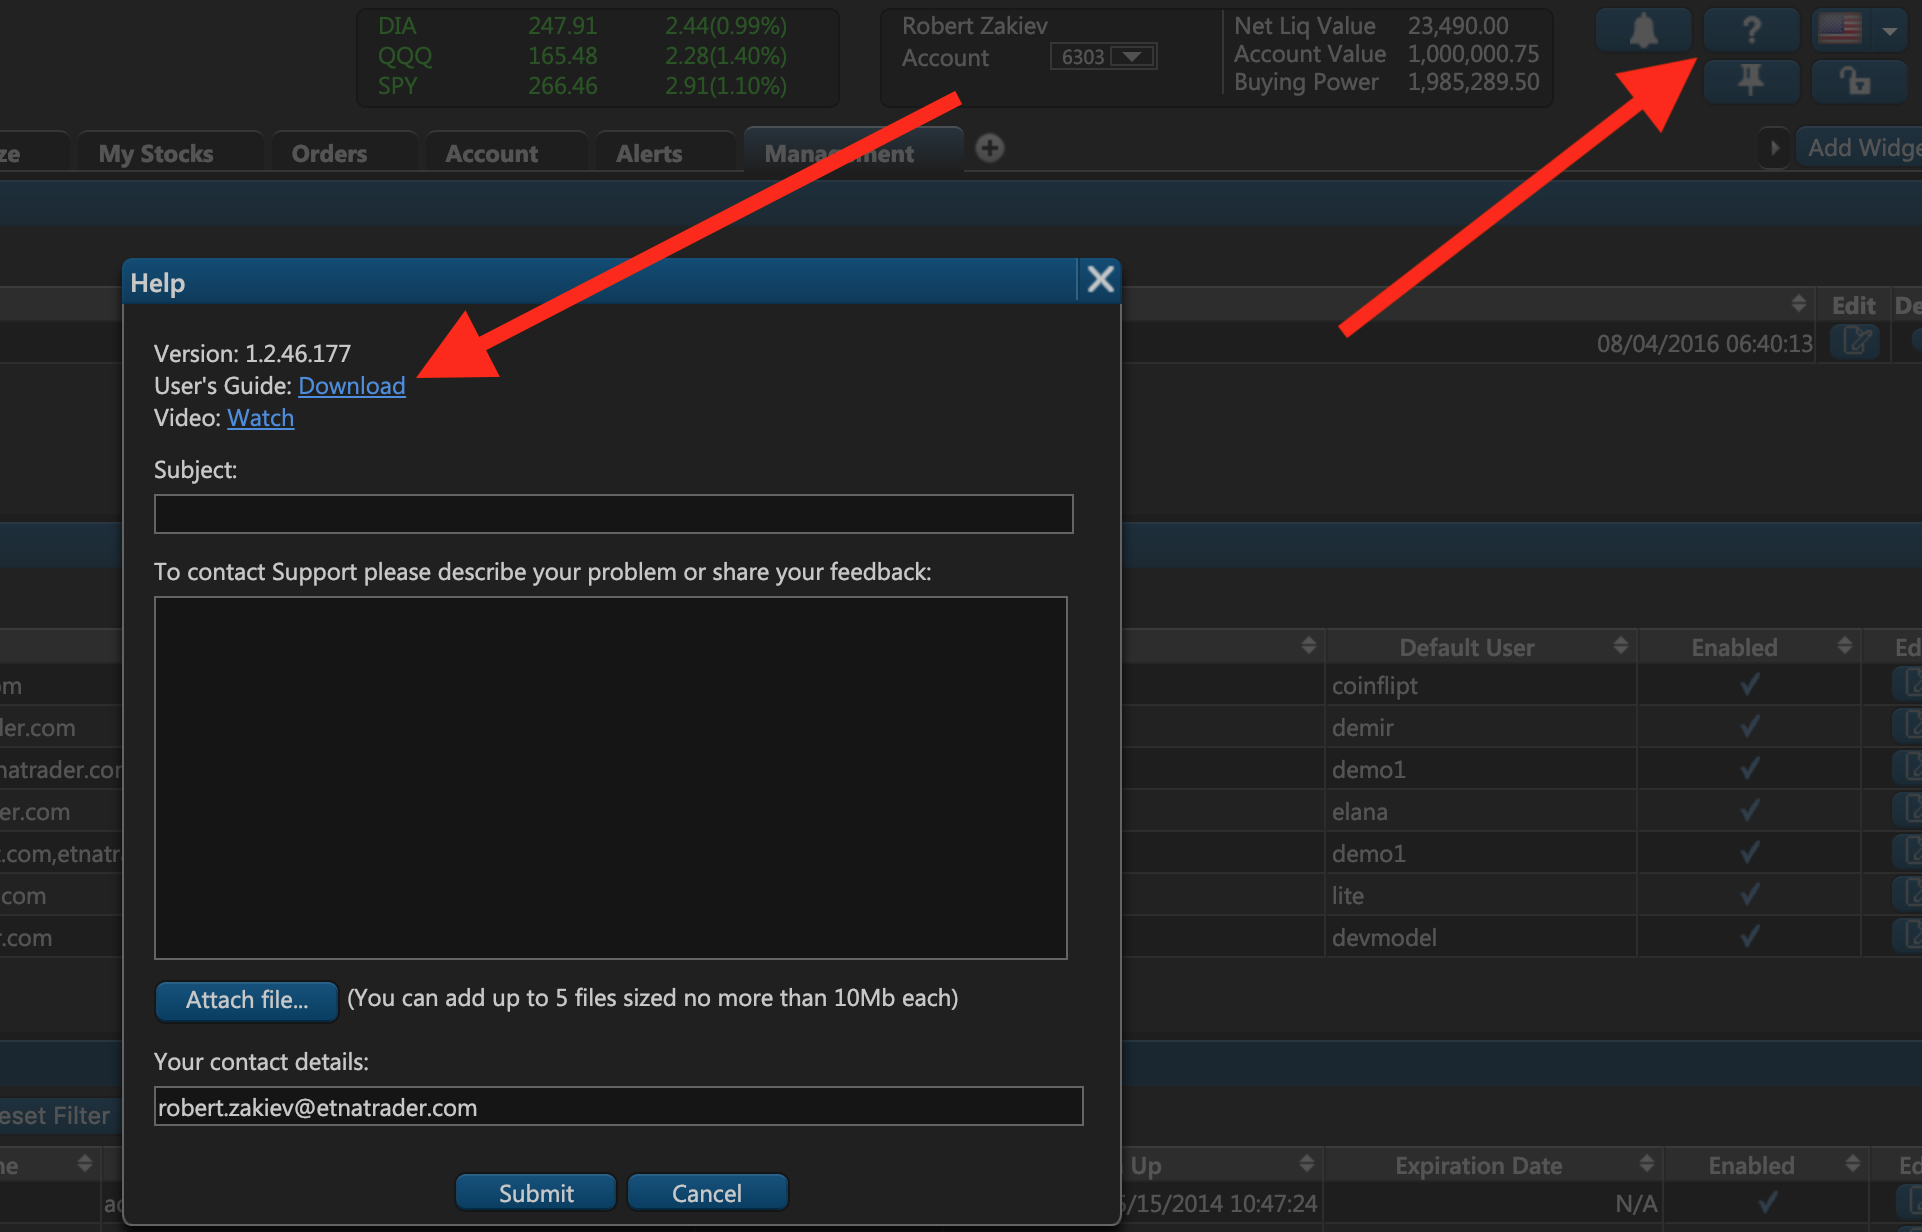 DIA 247.91 2.44(0.99%)
QQQ 165.48 2.28(1.40%)
SPY 266.46 2.91(1.10%)
Robert Zakiev
Account 6303
Net Liq Value 23,490.00
Account Value 1,000,000.75
Buying Power 1,985,289.50
?
ze My Stocks Orders Account Alerts Management Add Widge
Edit De
08/04/2016 06:40:13
Help
Version: 1.2.46.177
User's Guide: Download
Video: Watch
Subject:
To contact Support please describe your problem or share your feedback:
Attach file... (You can add up to 5 files sized no more than 10Mb each)
Your contact details:
robert.zakiev@etnatrader.com
Submit Cancel
Default User Enabled Ed
om coinflipt
ler.com demir
natrader.com demo1
er.com elana
.com,etnatr demo1
.com lite
r.com devmodel
eset Filter
ne Up Expiration Date Enabled Ed
ac 5/15/2014 10:47:24 N/A